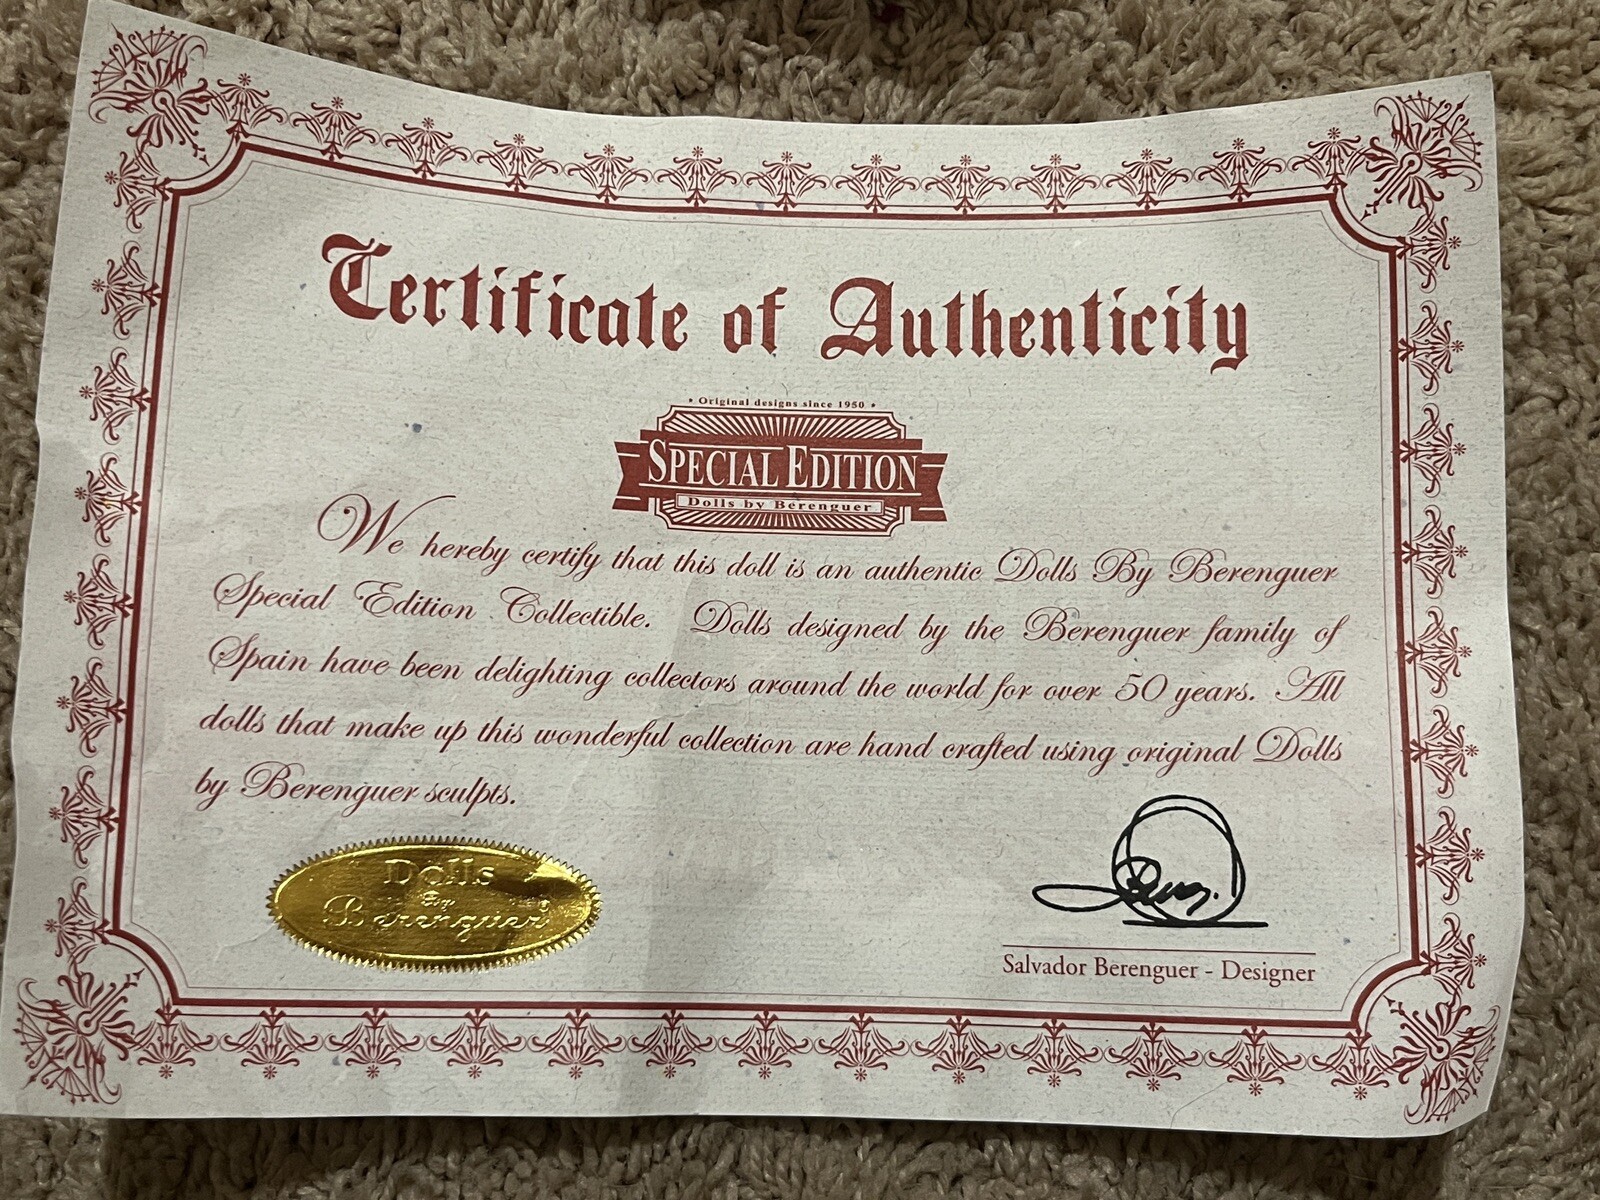 Certificate of Authenticity
• Original designs since 1950 •
SPECIAL EDITION
Dolls by Berenguer
We hereby certify that this doll is an authentic Dolls By Berenguer
Special Edition Collectible. Dolls designed by the Berenguer family of
Spain have been delighting collectors around the world for over 50 years. All
dolls that make up this wonderful collection are hand crafted using original Dolls
by Berenguer sculpts.
Dolls
By
Berenguer
Salvador Berenguer - Designer